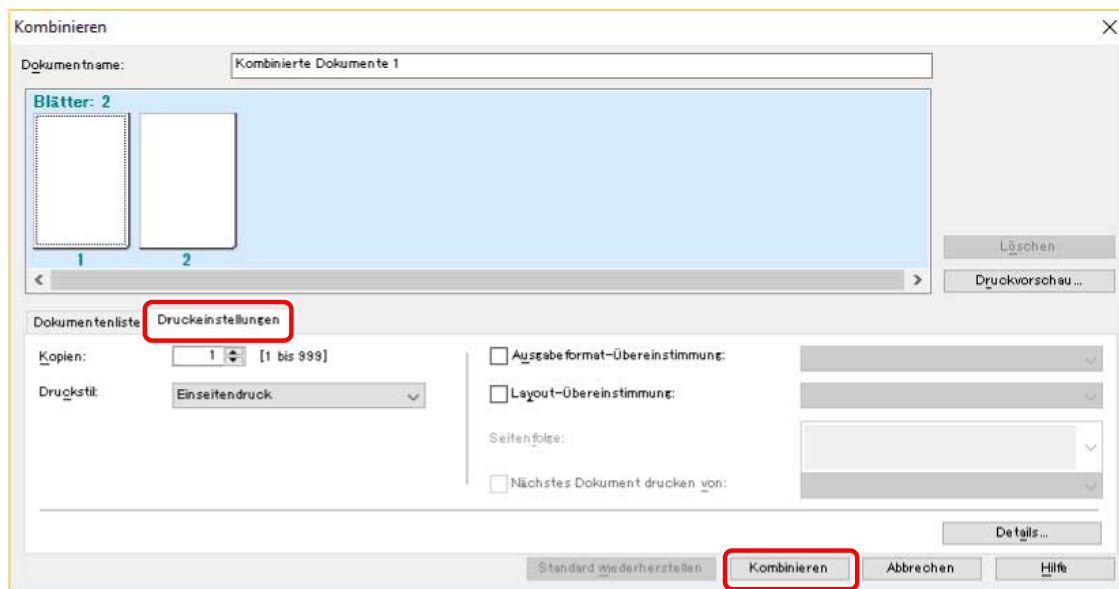 Kombinieren
Dokumentname: Kombinierte Dokumente 1
Blätter: 2
1 2
Löschen
Druckvorschau...
Dokumentenliste Druckeinstellungen
Kopien: 1 [1 bis 999]
Ausgabeformat-Übereinstimmung:
Druckstil: Einseitendruck
Layout-Übereinstimmung:
Seitenfolge:
Nächstes Dokument drucken von:
Details...
Standard wiederherstellen Kombinieren Abbrechen Hilfe